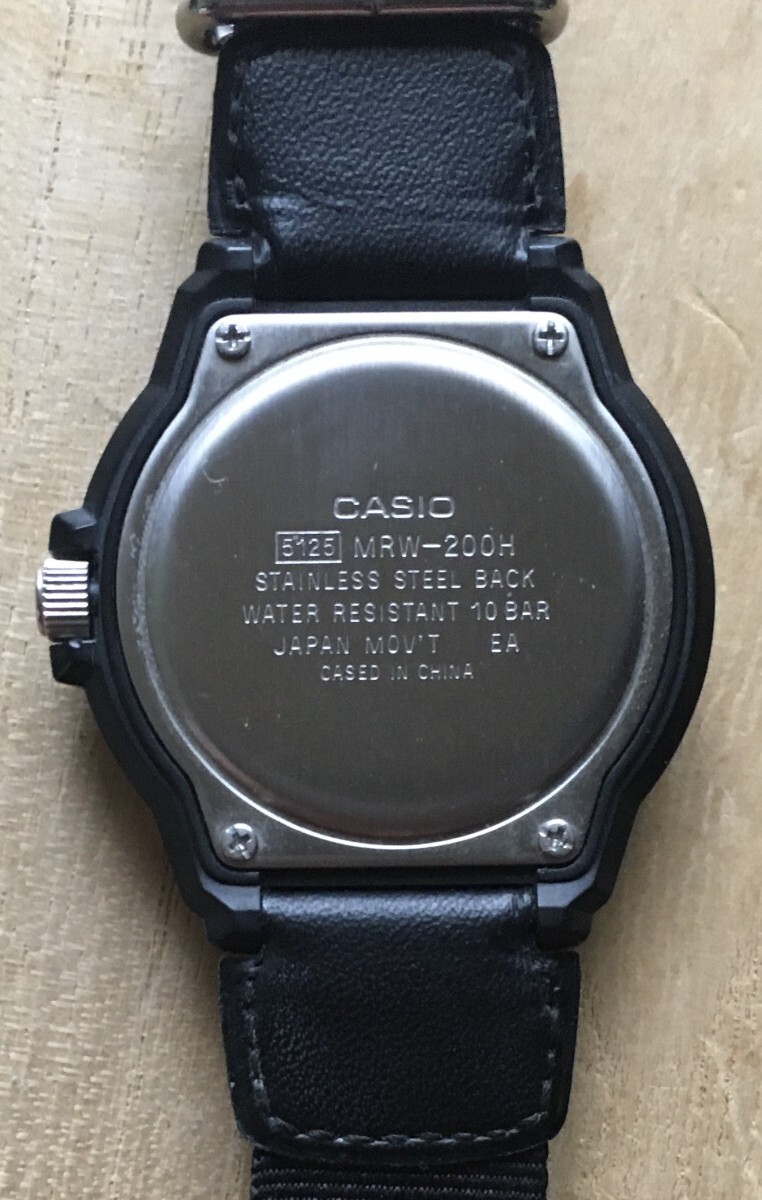 CASIO
5125 MRW-200H
STAINLESS STEEL BACK
WATER RESISTANT 10 BAR
JAPAN MOV'T EA
CASED IN CHINA